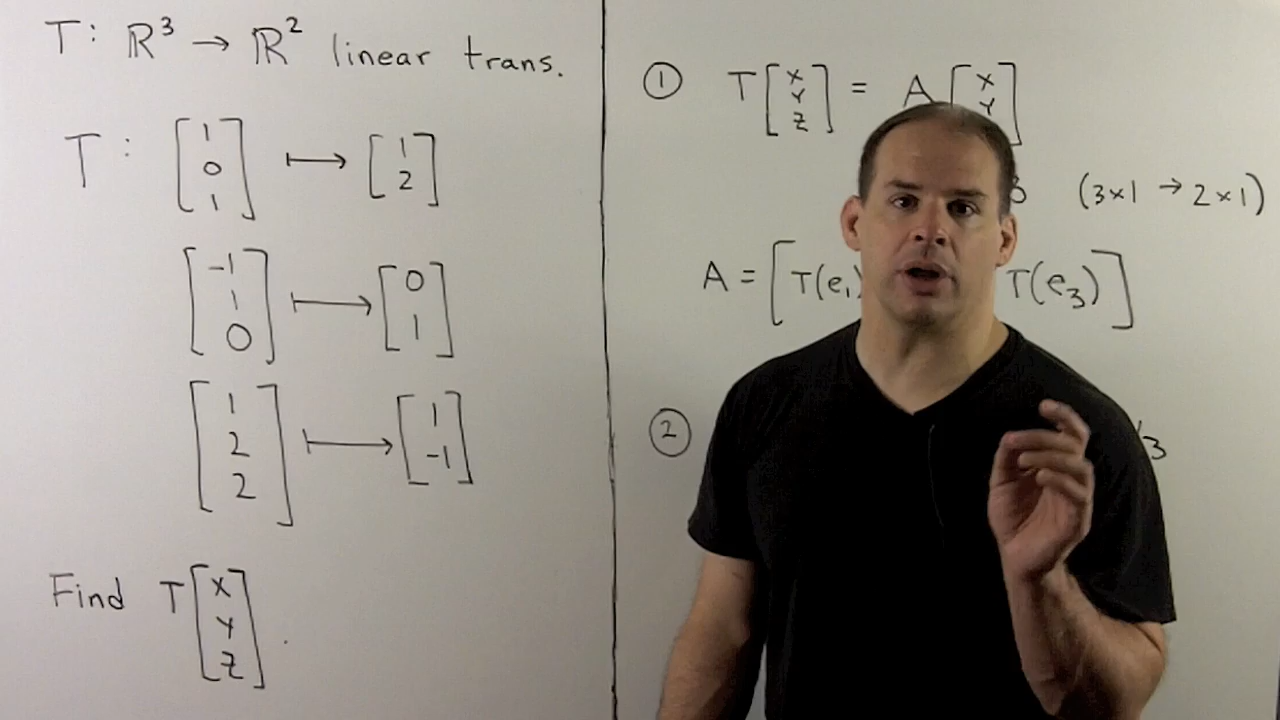 T: ℝ³ → ℝ² linear trans.
T: [1 0 1] ↦ [1 2]
[-1 1 0] ↦ [0 1]
[1 2 2] ↦ [1 -1]
Find T[X Y Z].
① T[X Y Z] = A[X Y
3 (3×1 → 2×1)
A = [T(e₁) T(e₃)]
②